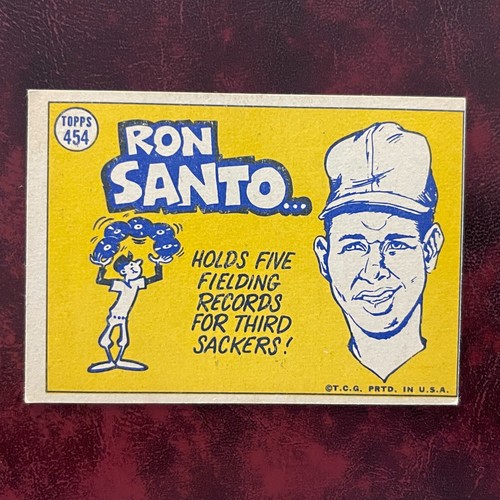 TOPPS
454
RON
SANTO...
HOLDS FIVE
FIELDING
RECORDS
FOR THIRD
SACKERS!
©T.C.G. PRTD. IN U.S.A.